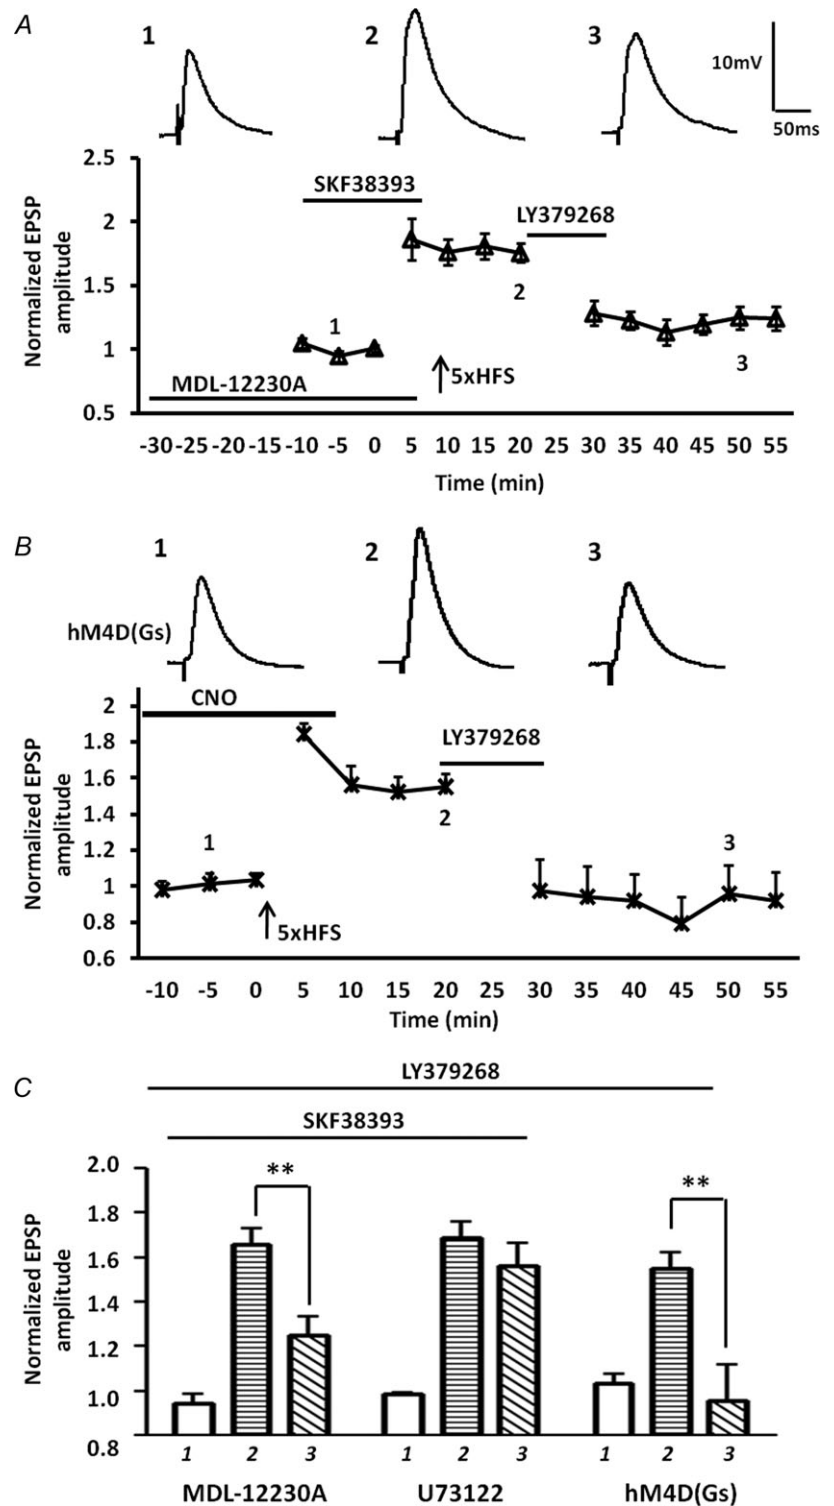 A
1 2 3
10mV
50ms
2.5
2
1.5
1
0.5
Normalized EPSP
amplitude
SKF38393
LY379268
1
2
3
MDL-12230A
5xHFS
-30 -25 -20 -15 -10 -5 0 5 10 15 20 25 30 35 40 45 50 55
Time (min)
B
1 2 3
hM4D(Gs)
2
1.8
1.6
1.4
1.2
1
0.8
0.6
Normalized EPSP
amplitude
CNO
LY379268
1
2
3
5xHFS
-10 -5 0 5 10 15 20 25 30 35 40 45 50 55
Time (min)
C
LY379268
SKF38393
2.0
1.8
1.6
1.4
1.2
1.0
0.8
Normalized EPSP
amplitude
** **
1 2 3 1 2 3 1 2 3
MDL-12230A U73122 hM4D(Gs)